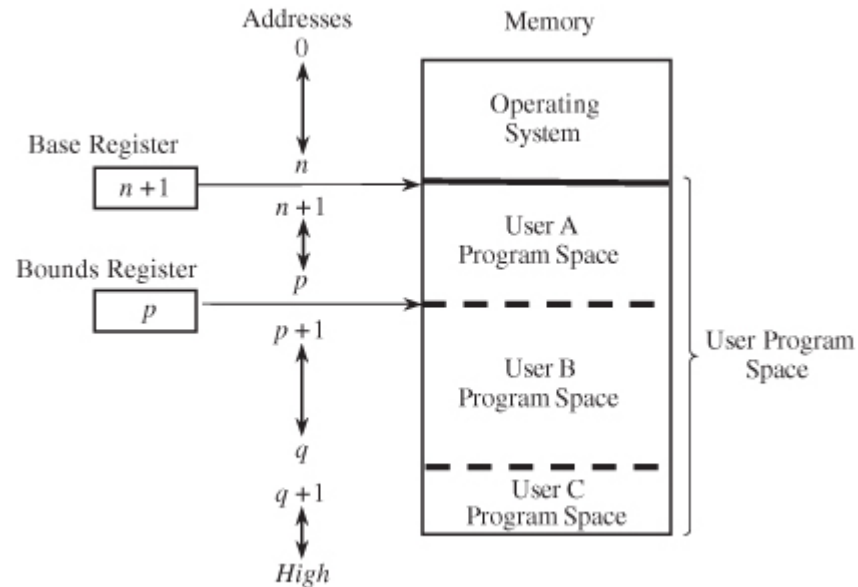 Addresses
Memory
0
Operating
System
Base Register
n
n +1
n +1
User A
Program Space
Bounds Register
p
p
p +1
User Program
Space
User B
Program Space
q
q +1
User C
Program Space
High